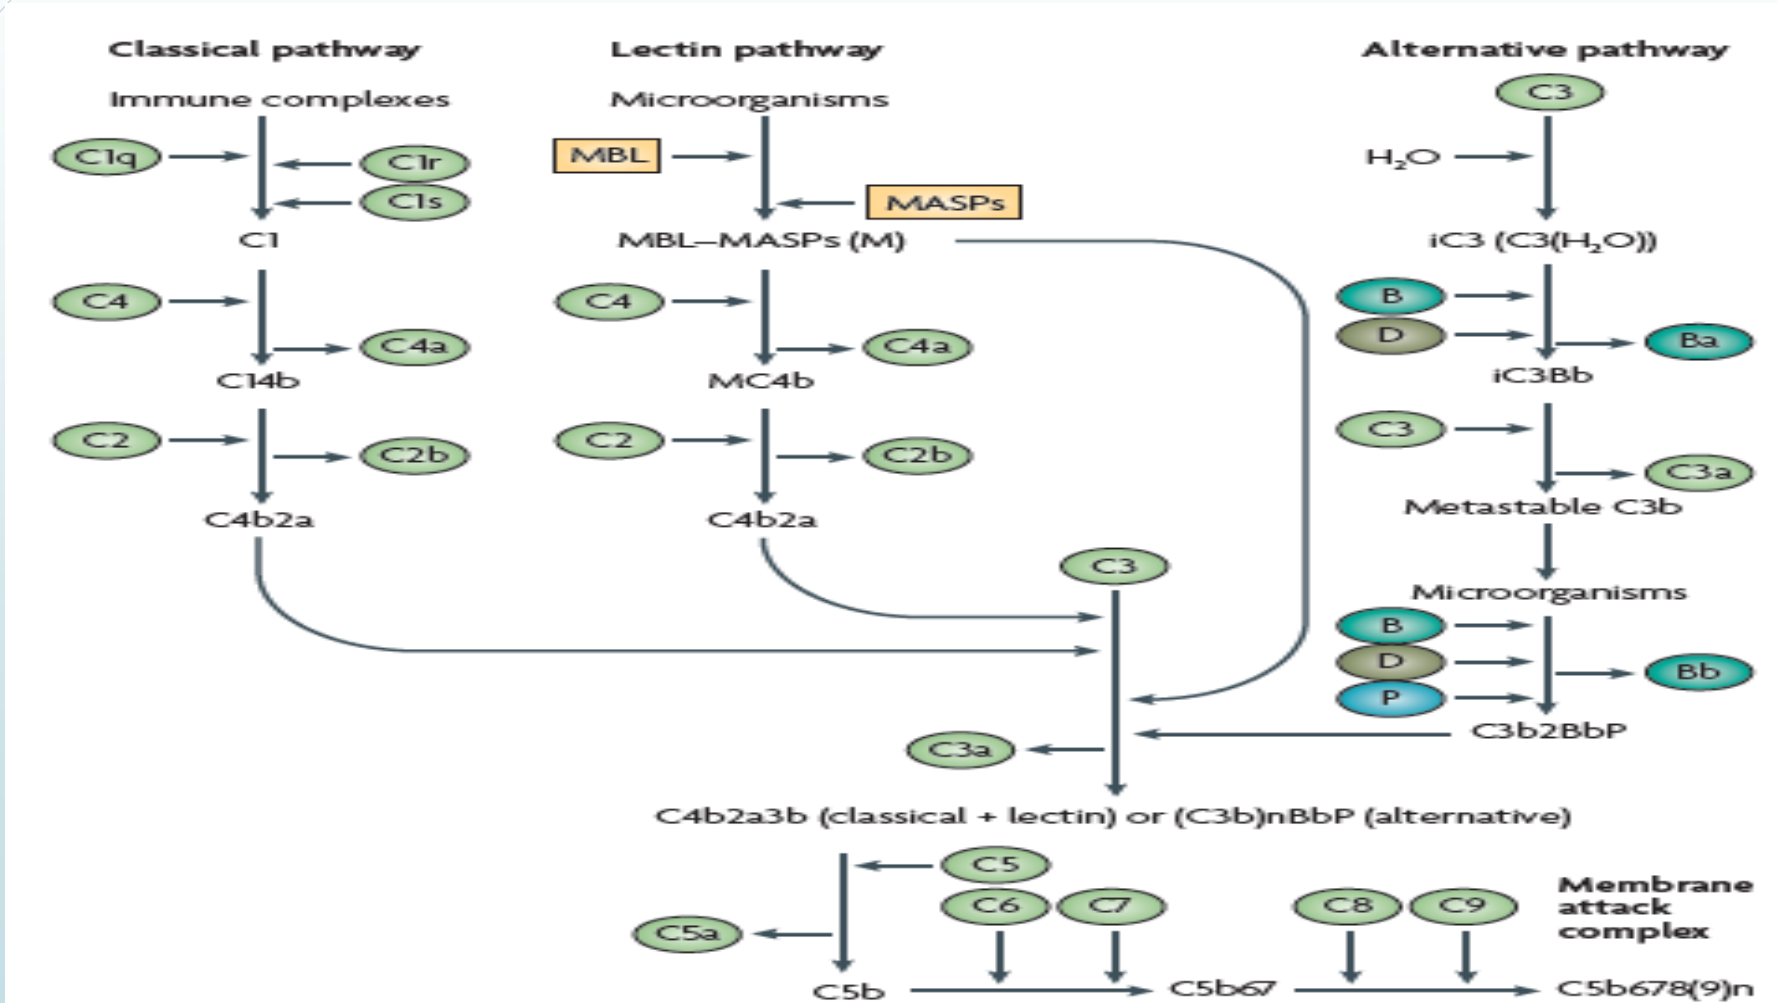 Classical pathway
Immune complexes
C1q
C1r
C1s
C1
C4
C4a
C14b
C2
C2b
C4b2a
Lectin pathway
Microorganisms
MBL
MASPs
MBL–MASPs (M)
C4
C4a
MC4b
C2
C2b
C4b2a
Alternative pathway
C3
H₂O
iC3 (C3(H₂O))
B
D
Ba
iC3Bb
C3
C3a
Metastable C3b
Microorganisms
B
D
P
Bb
C3b2BbP
C3
C3a
C4b2a3b (classical + lectin) or (C3b)nBbP (alternative)
C5
C6
C7
C8
C9
Membrane
attack
complex
C5a
C5b
C5b67
C5b678(9)n